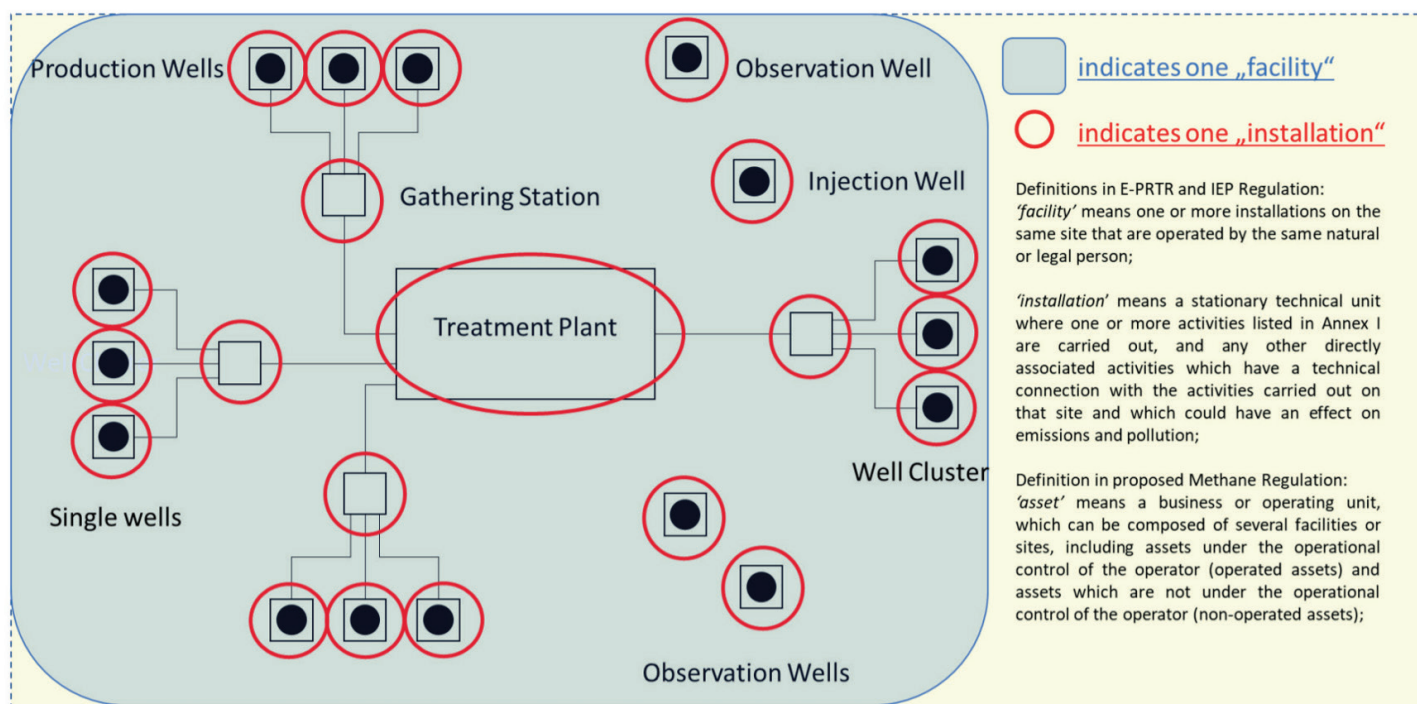 Production Wells
Observation Well
Injection Well
Gathering Station
Treatment Plant
Well Cluster
Single wells
Observation Wells
indicates one „facility“
indicates one „installation“
Definitions in E-PRTR and IEP Regulation:
‘facility’ means one or more installations on the
same site that are operated by the same natural
or legal person;
‘installation’ means a stationary technical unit
where one or more activities listed in Annex I
are carried out, and any other directly
associated activities which have a technical
connection with the activities carried out on
that site and which could have an effect on
emissions and pollution;
Definition in proposed Methane Regulation:
‘asset’ means a business or operating unit,
which can be composed of several facilities or
sites, including assets under the operational
control of the operator (operated assets) and
assets which are not under the operational
control of the operator (non-operated assets);